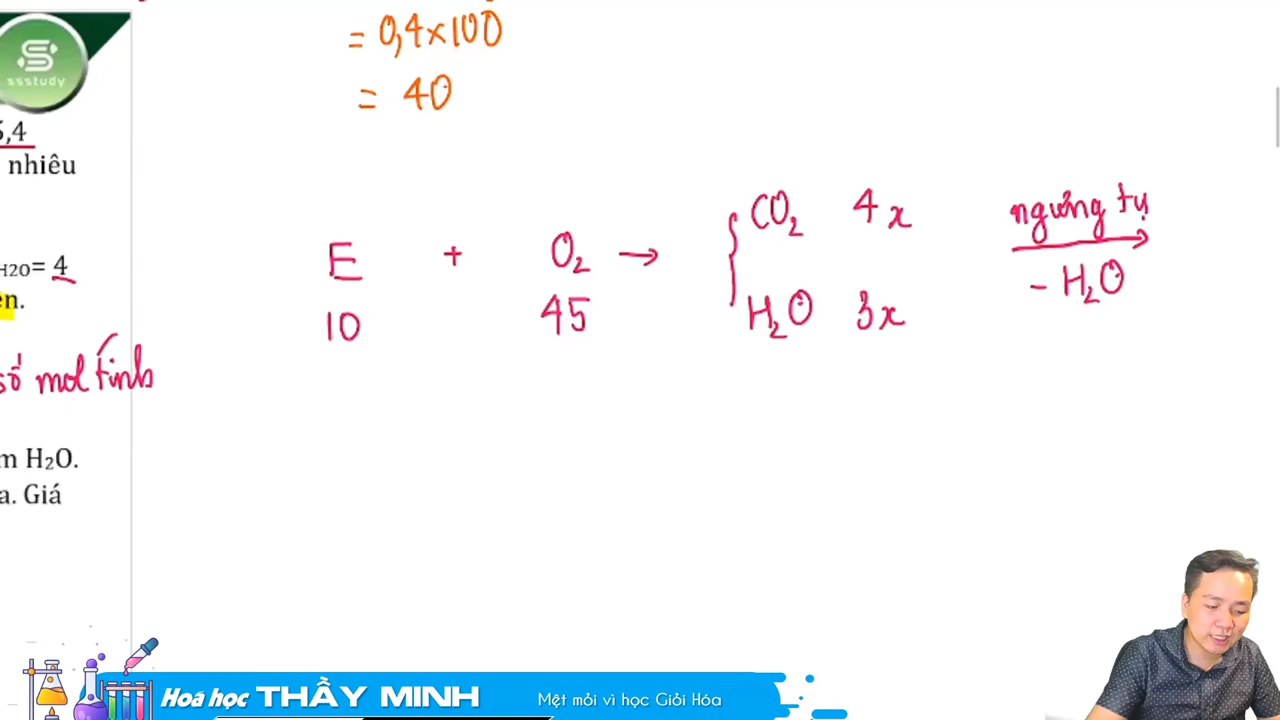 = 0,4×100
= 40
ssstudy
5,4
nhiêu
H2O= 4
ên.
số mol tính
m H₂O.
a. Giá
E + O₂ → { CO₂ 4x ngưng tụ
H₂O 3x - H₂O
10 45
Hoá học THẦY MINH
Mệt mỏi vì học Giỏi Hóa